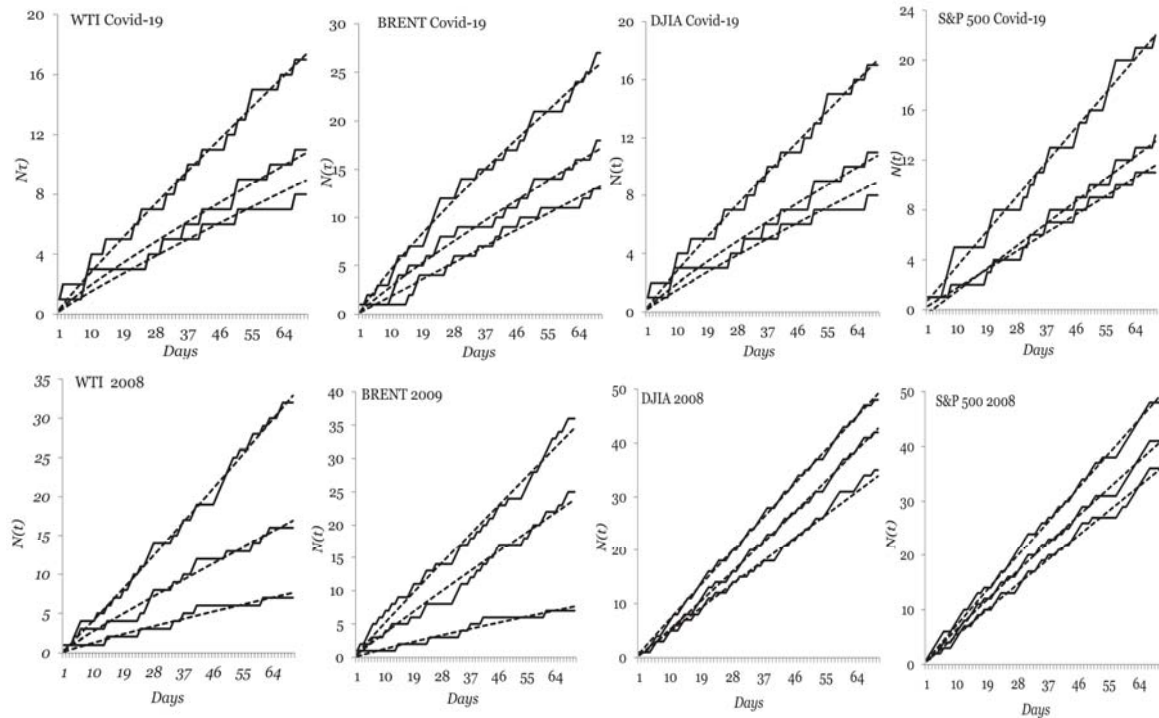 WTI Covid-19
20
16
12
8
4
0
Nτ)
1 10 19 28 37 46 55 64
Days
BRENT Covid-19
30
25
20
15
10
5
0
N(τ)
1 10 19 28 37 46 55 64
Days
DJIA Covid-19
20
16
12
8
4
0
N(t)
1 10 19 28 37 46 55 64
Days
S&P 500 Covid-19
24
20
16
12
8
4
0
N(t)
1 10 19 28 37 46 55 64
Days
WTI 2008
35
30
25
20
15
10
5
0
N(t)
1 10 19 28 37 46 55 64
Days
BRENT 2009
40
35
30
25
20
15
10
5
0
N(t)
1 10 19 28 37 46 55 64
Days
DJIA 2008
50
40
30
20
10
0
N(t)
1 10 19 28 37 46 55 64
Days
S&P 500 2008
50
40
30
20
10
0
N(t)
1 10 19 28 37 46 55 64
Days